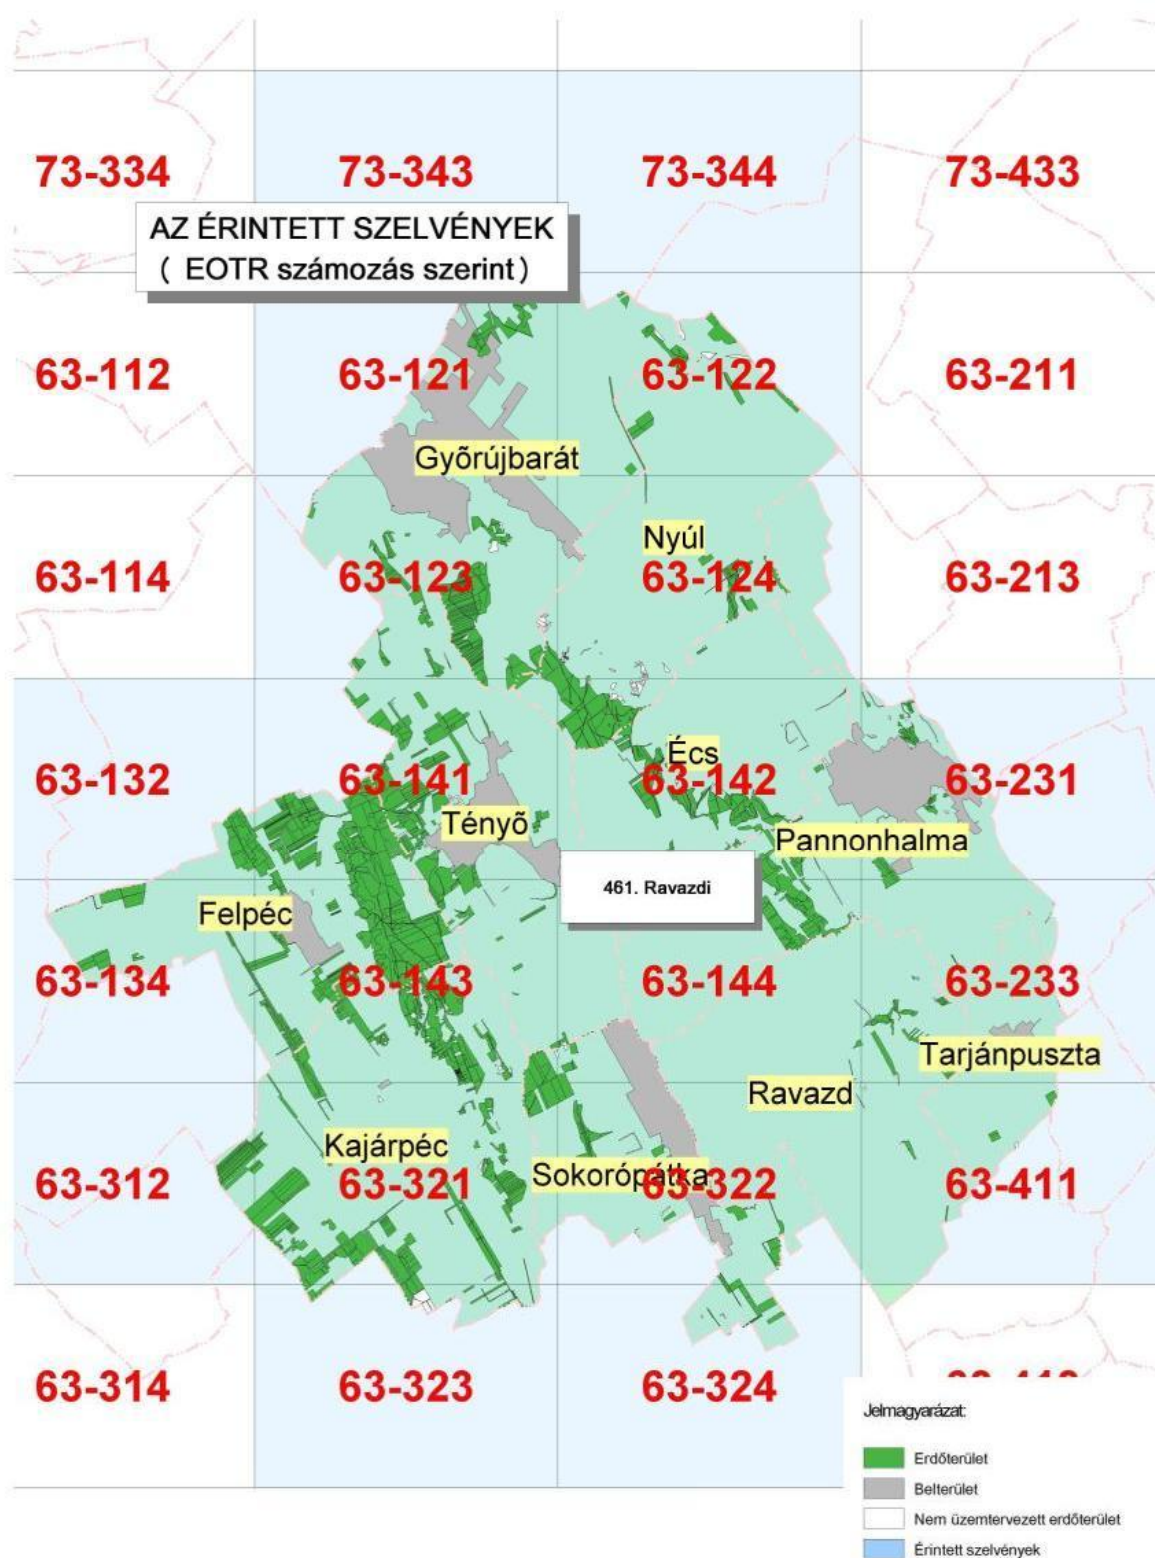 73-334 73-343 73-344 73-433
AZ ÉRINTETT SZELVÉNYEK
( EOTR számozás szerint )
63-112 63-121 63-122 63-211
Győrújbarát
Nyúl
63-114 63-123 63-124 63-213
Écs
63-132 63-141 63-142 63-231
Tényõ
Pannonhalma
461. Ravazdi
Felpéc
63-134 63-143 63-144 63-233
Tarjánpuszta
Ravazd
Kajárpéc
Sokorópátka
63-312 63-321 63-322 63-411
63-314 63-323 63-324
Jelmagyarázat:
Erdőterület
Belterület
Nem üzemtervezett erdőterület
Érintett szelvények